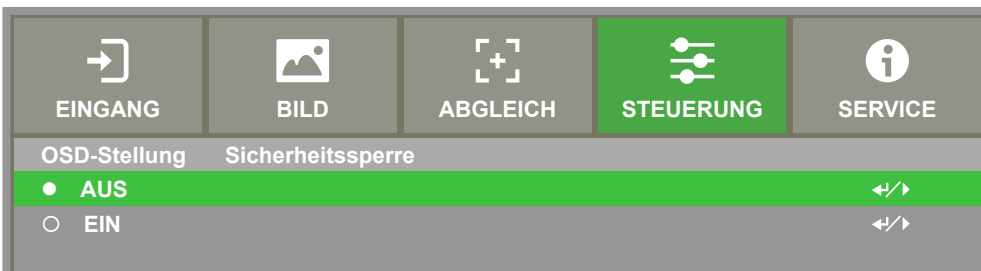 EINGANG BILD ABGLEICH STEUERUNG SERVICE
OSD-Stellung Sicherheitssperre
AUS
EIN